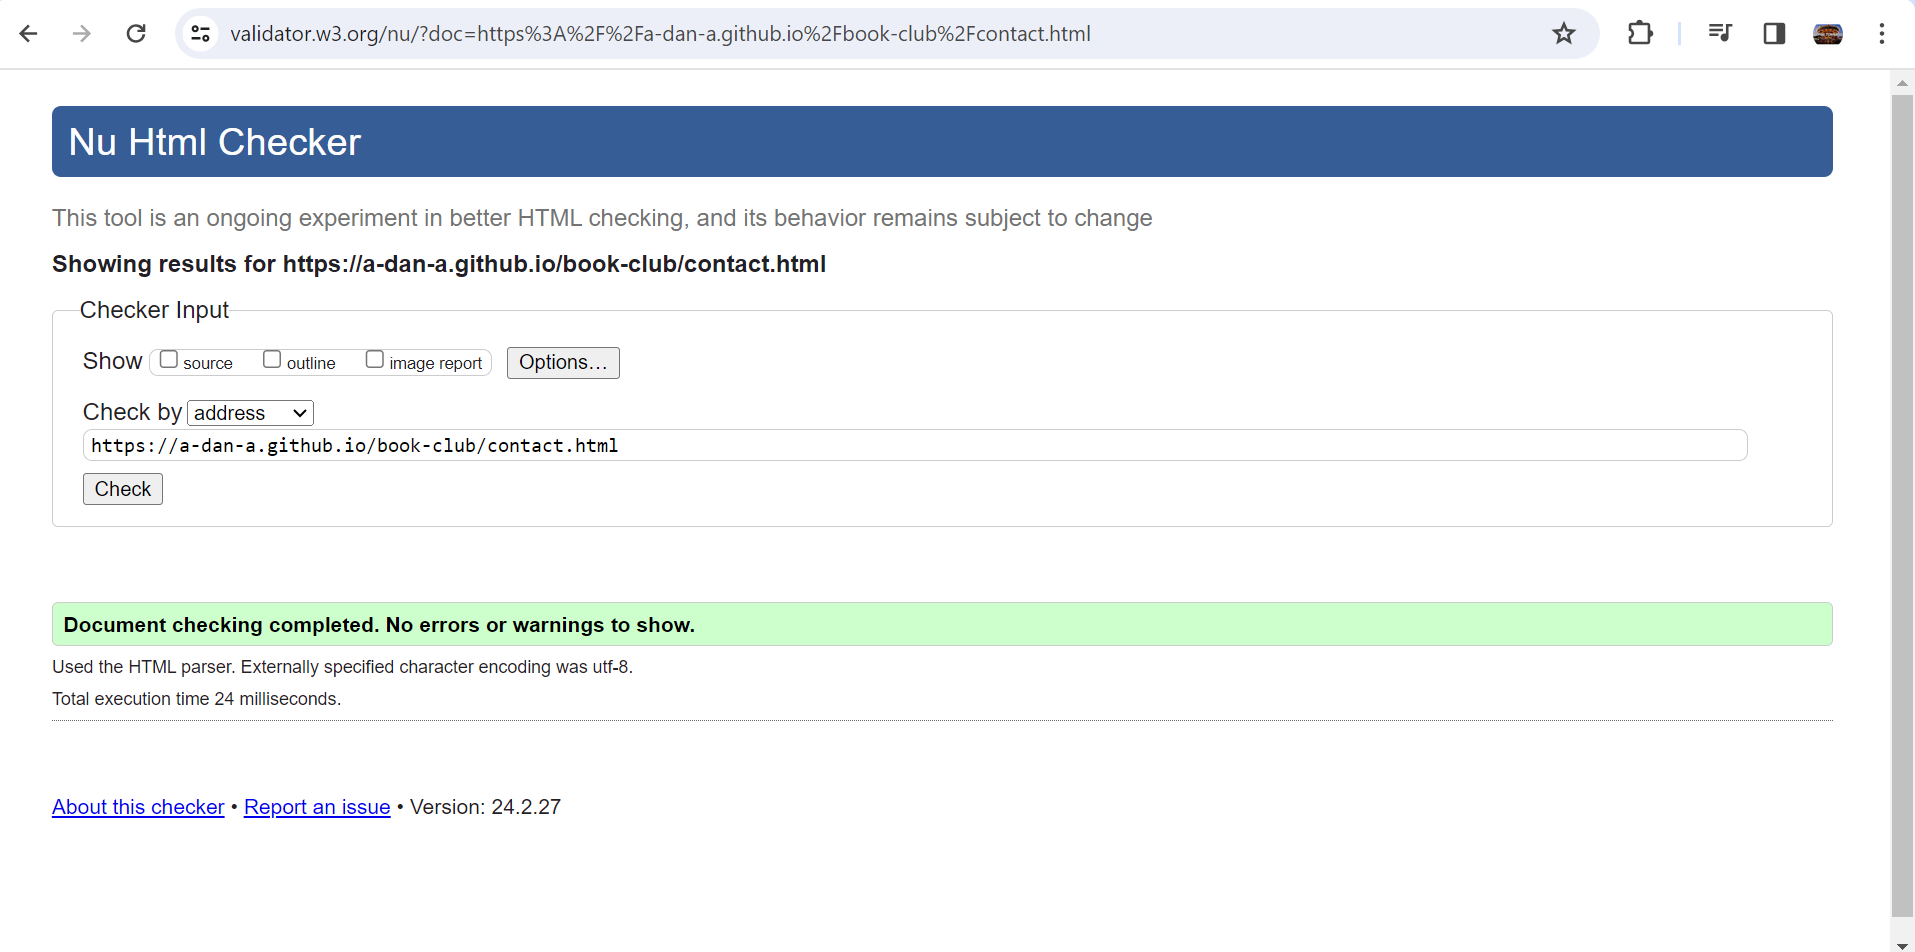 validator.w3.org/nu/?doc=https%3A%2F%2Fa-dan-a.github.io%2Fbook-club%2Fcontact.html
Nu Html Checker
This tool is an ongoing experiment in better HTML checking, and its behavior remains subject to change
Showing results for https://a-dan-a.github.io/book-club/contact.html
Checker Input
Show source outline image report Options...
Check by address
https://a-dan-a.github.io/book-club/contact.html
Check
Document checking completed. No errors or warnings to show.
Used the HTML parser. Externally specified character encoding was utf-8.
Total execution time 24 milliseconds.
About this checker • Report an issue • Version: 24.2.27